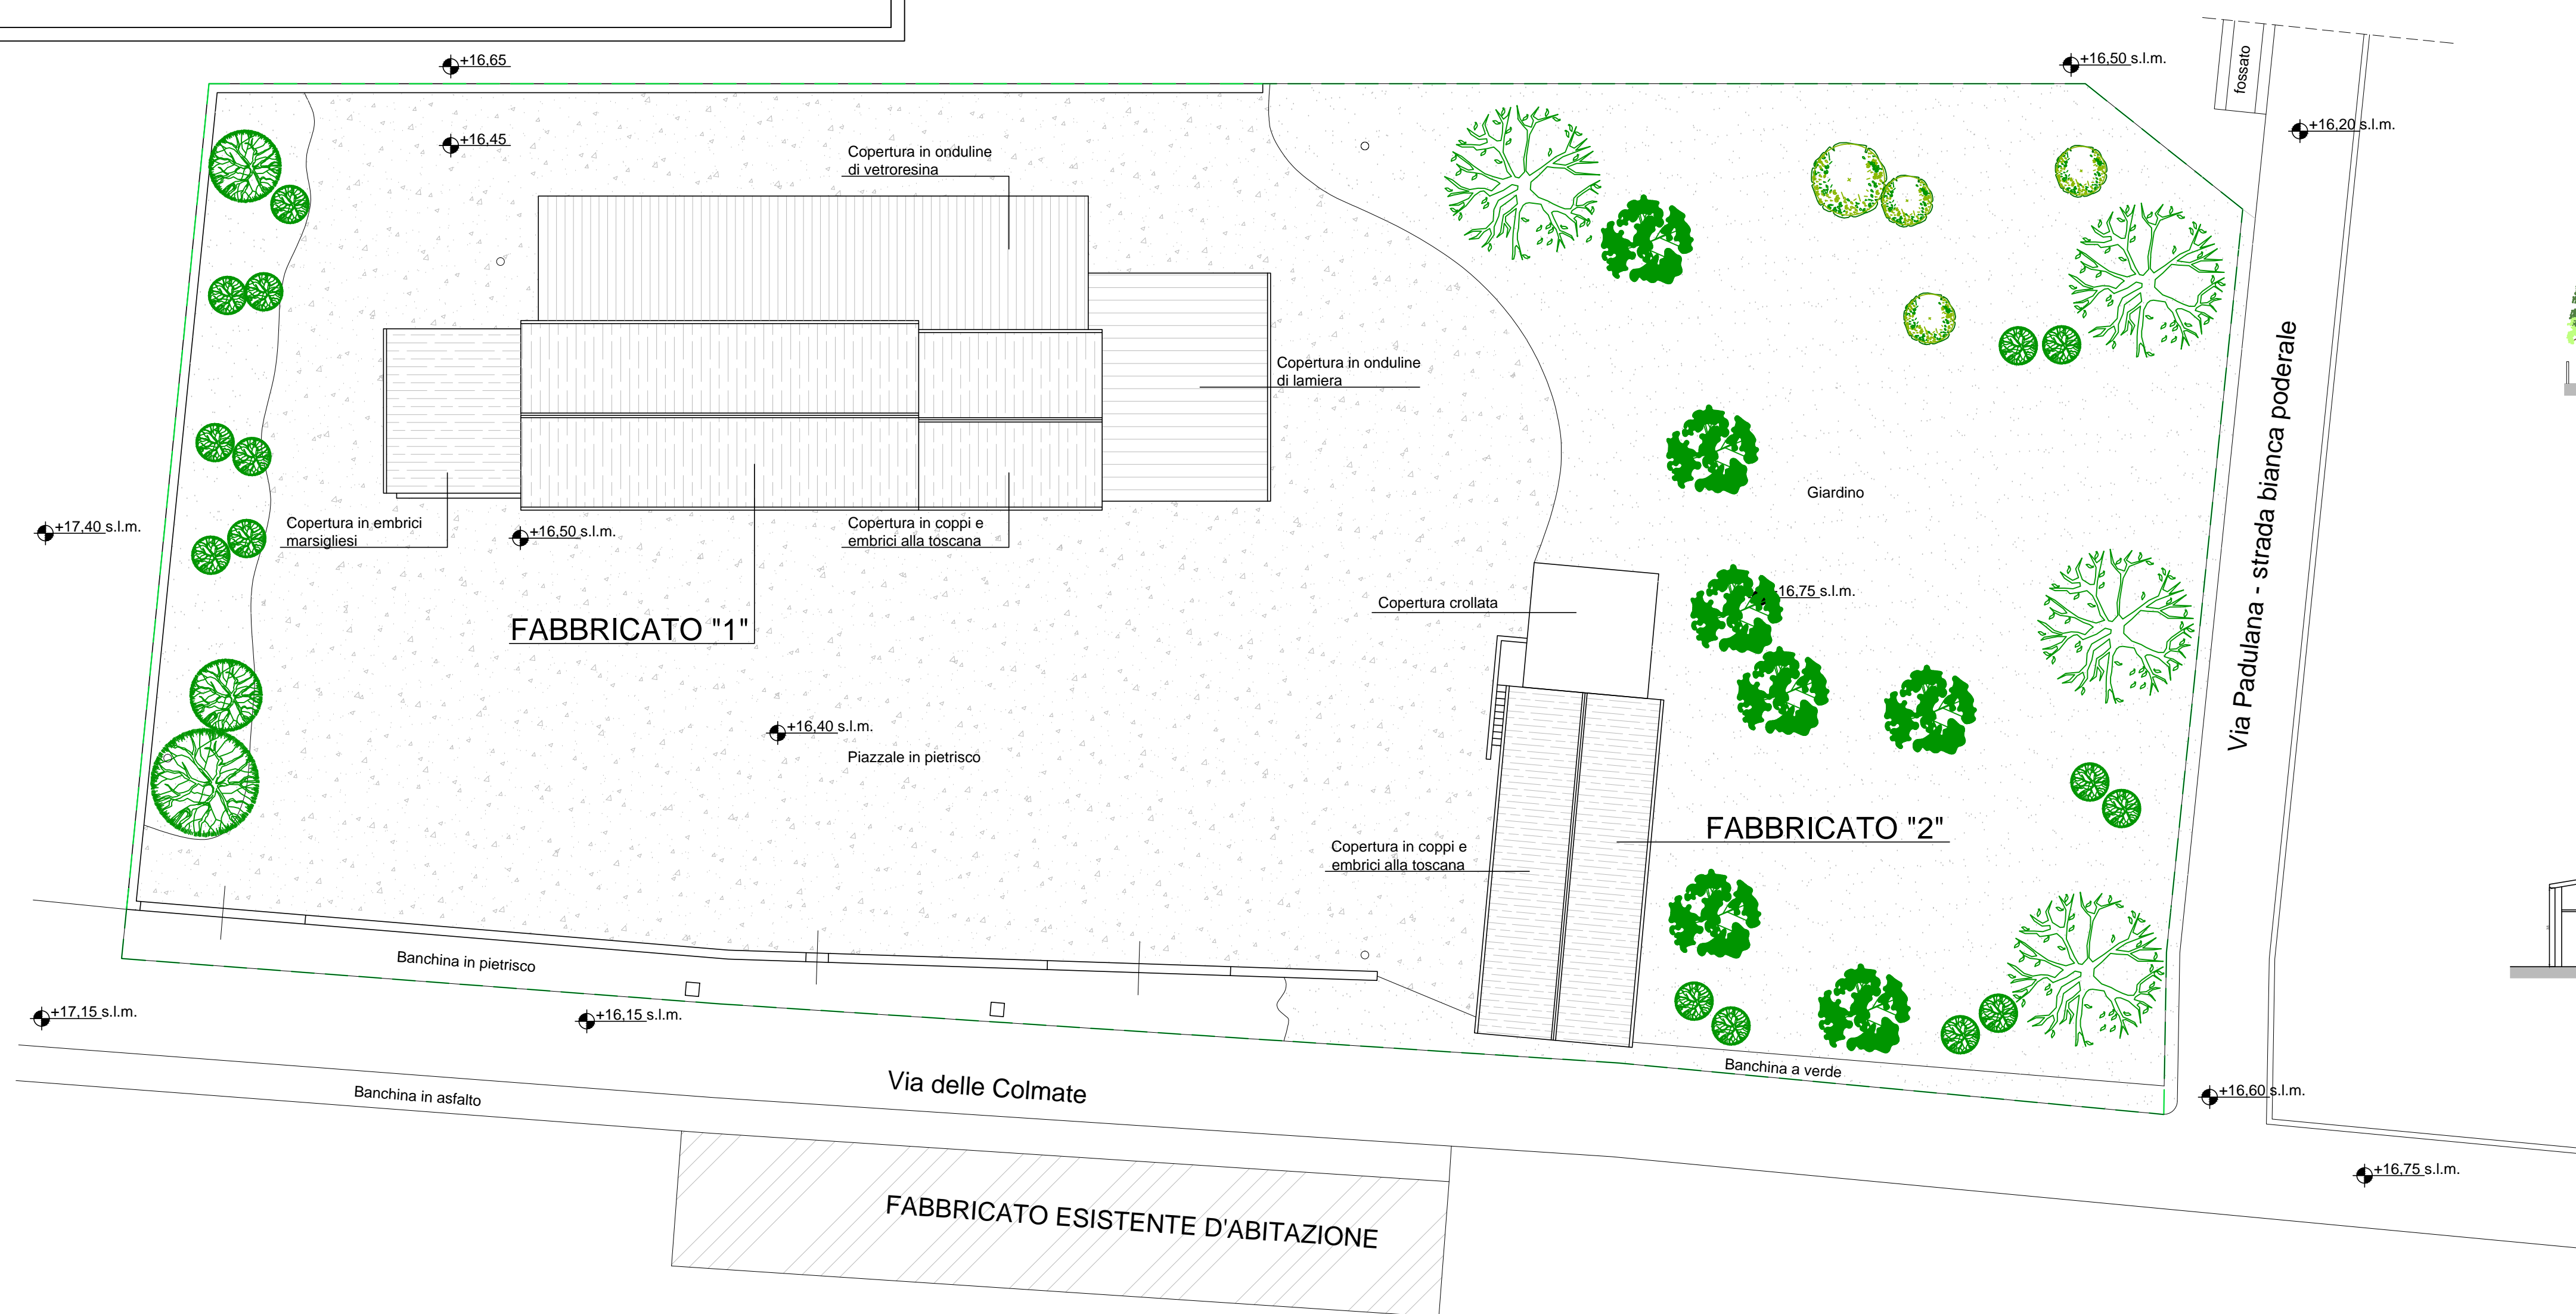 +16,65
+16,50 s.l.m.
fossato
+16,20 s.l.m.
+16,45
Copertura in onduline
di vetroresina
Copertura in onduline
di lamiera
Via Padulana - strada bianca poderale
Giardino
+17,40 s.l.m.
Copertura in embrici
marsigliesi
+16,50 s.l.m.
Copertura in coppi e
embrici alla toscana
FABBRICATO "1"
Copertura crollata
16,75 s.l.m.
+16,40 s.l.m.
Piazzale in pietrisco
FABBRICATO "2"
Copertura in coppi e
embrici alla toscana
Banchina in pietrisco
+17,15 s.l.m.
+16,15 s.l.m.
Via delle Colmate
Banchina in asfalto
Banchina a verde
+16,60 s.l.m.
+16,75 s.l.m.
FABBRICATO ESISTENTE D'ABITAZIONE